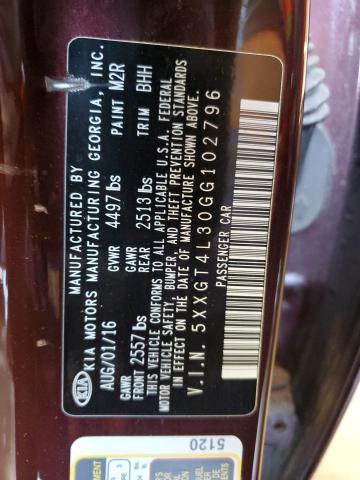 KIA
MANUFACTURED BY
KIA MOTORS MANUFACTURING GEORGIA, INC.
AUG/01/16 GVWR 4497 lbs PAINT M2R
GAWR FRONT 2557 lbs GAWR REAR 2513 lbs TRIM BHH
THIS VEHICLE CONFORMS TO ALL APPLICABLE U.S.A. FEDERAL
MOTOR VEHICLE SAFETY, BUMPER, AND THEFT PREVENTION STANDARDS
IN EFFECT ON THE DATE OF MANUFACTURE SHOWN ABOVE.
V.I.N. 5XXGT4L30GG102796
PASSENGER CAR
5120